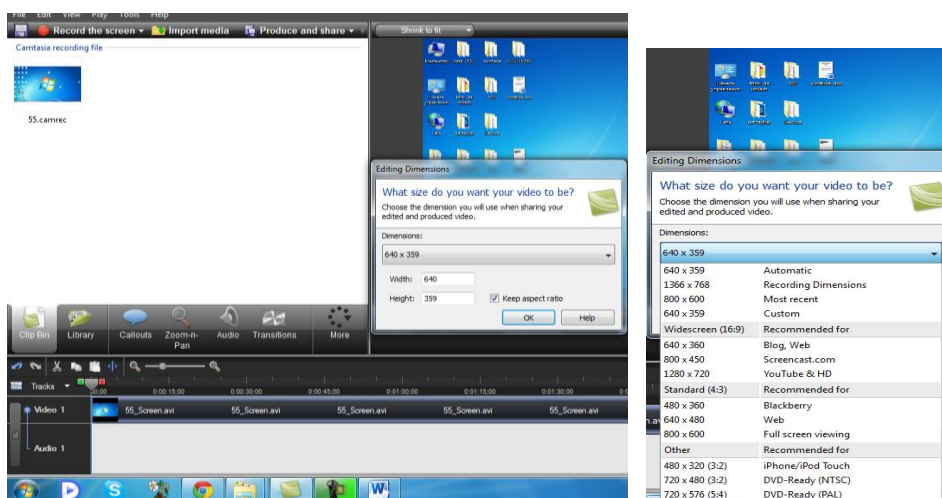 File Edit View Play Tools Help
Record the screen Import media Produce and share Shrink to fit
Camtasia recording file
55.camrec
Editing Dimensions
What size do you want your video to be?
Choose the dimension you will use when sharing your
edited and produced video.
Dimensions:
640 x 359
Width: 640
Height: 359 Keep aspect ratio
OK Help
Clip Bin Library Callouts Zoom-n-Pan Audio Transitions More
Tracks 0:00:15;00 0:00:30;00 0:00:45;00 0:01:00;00 0:01:15;00 0:01:30;00
Video 1 55_Screen.avi 55_Screen.avi 55_Screen.avi 55_Screen.avi 55_Screen.avi
Audio 1
Editing Dimensions
What size do you want your video to be?
Choose the dimension you will use when sharing your
edited and produced video.
Dimensions:
640 x 359
640 x 359 Automatic
1366 x 768 Recording Dimensions
800 x 600 Most recent
640 x 359 Custom
Widescreen (16:9) Recommended for
640 x 360 Blog, Web
800 x 450 Screencast.com
1280 x 720 YouTube & HD
Standard (4:3) Recommended for
480 x 360 Blackberry
640 x 480 Web
800 x 600 Full screen viewing
Other Recommended for
480 x 320 (3:2) iPhone/iPod Touch
720 x 480 (3:2) DVD-Ready (NTSC)
720 x 576 (5:4) DVD-Ready (PAL)